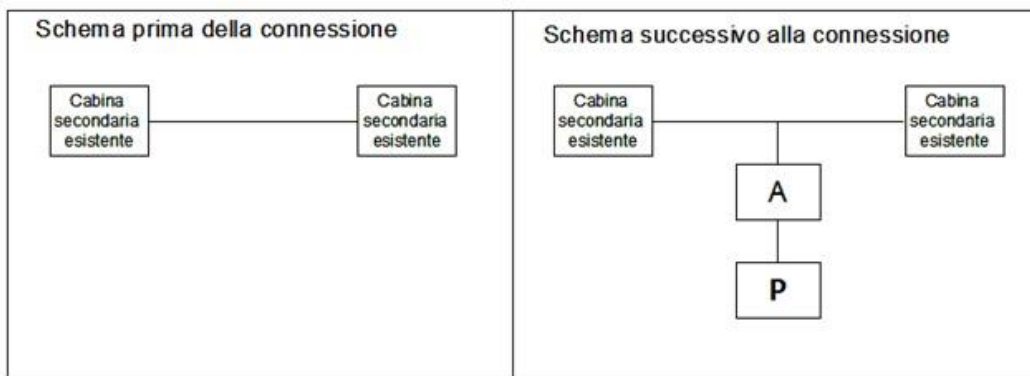 Schema prima della connessione
Cabina
secondaria
esistente
Cabina
secondaria
esistente
Schema successivo alla connessione
Cabina
secondaria
esistente
Cabina
secondaria
esistente
A
P